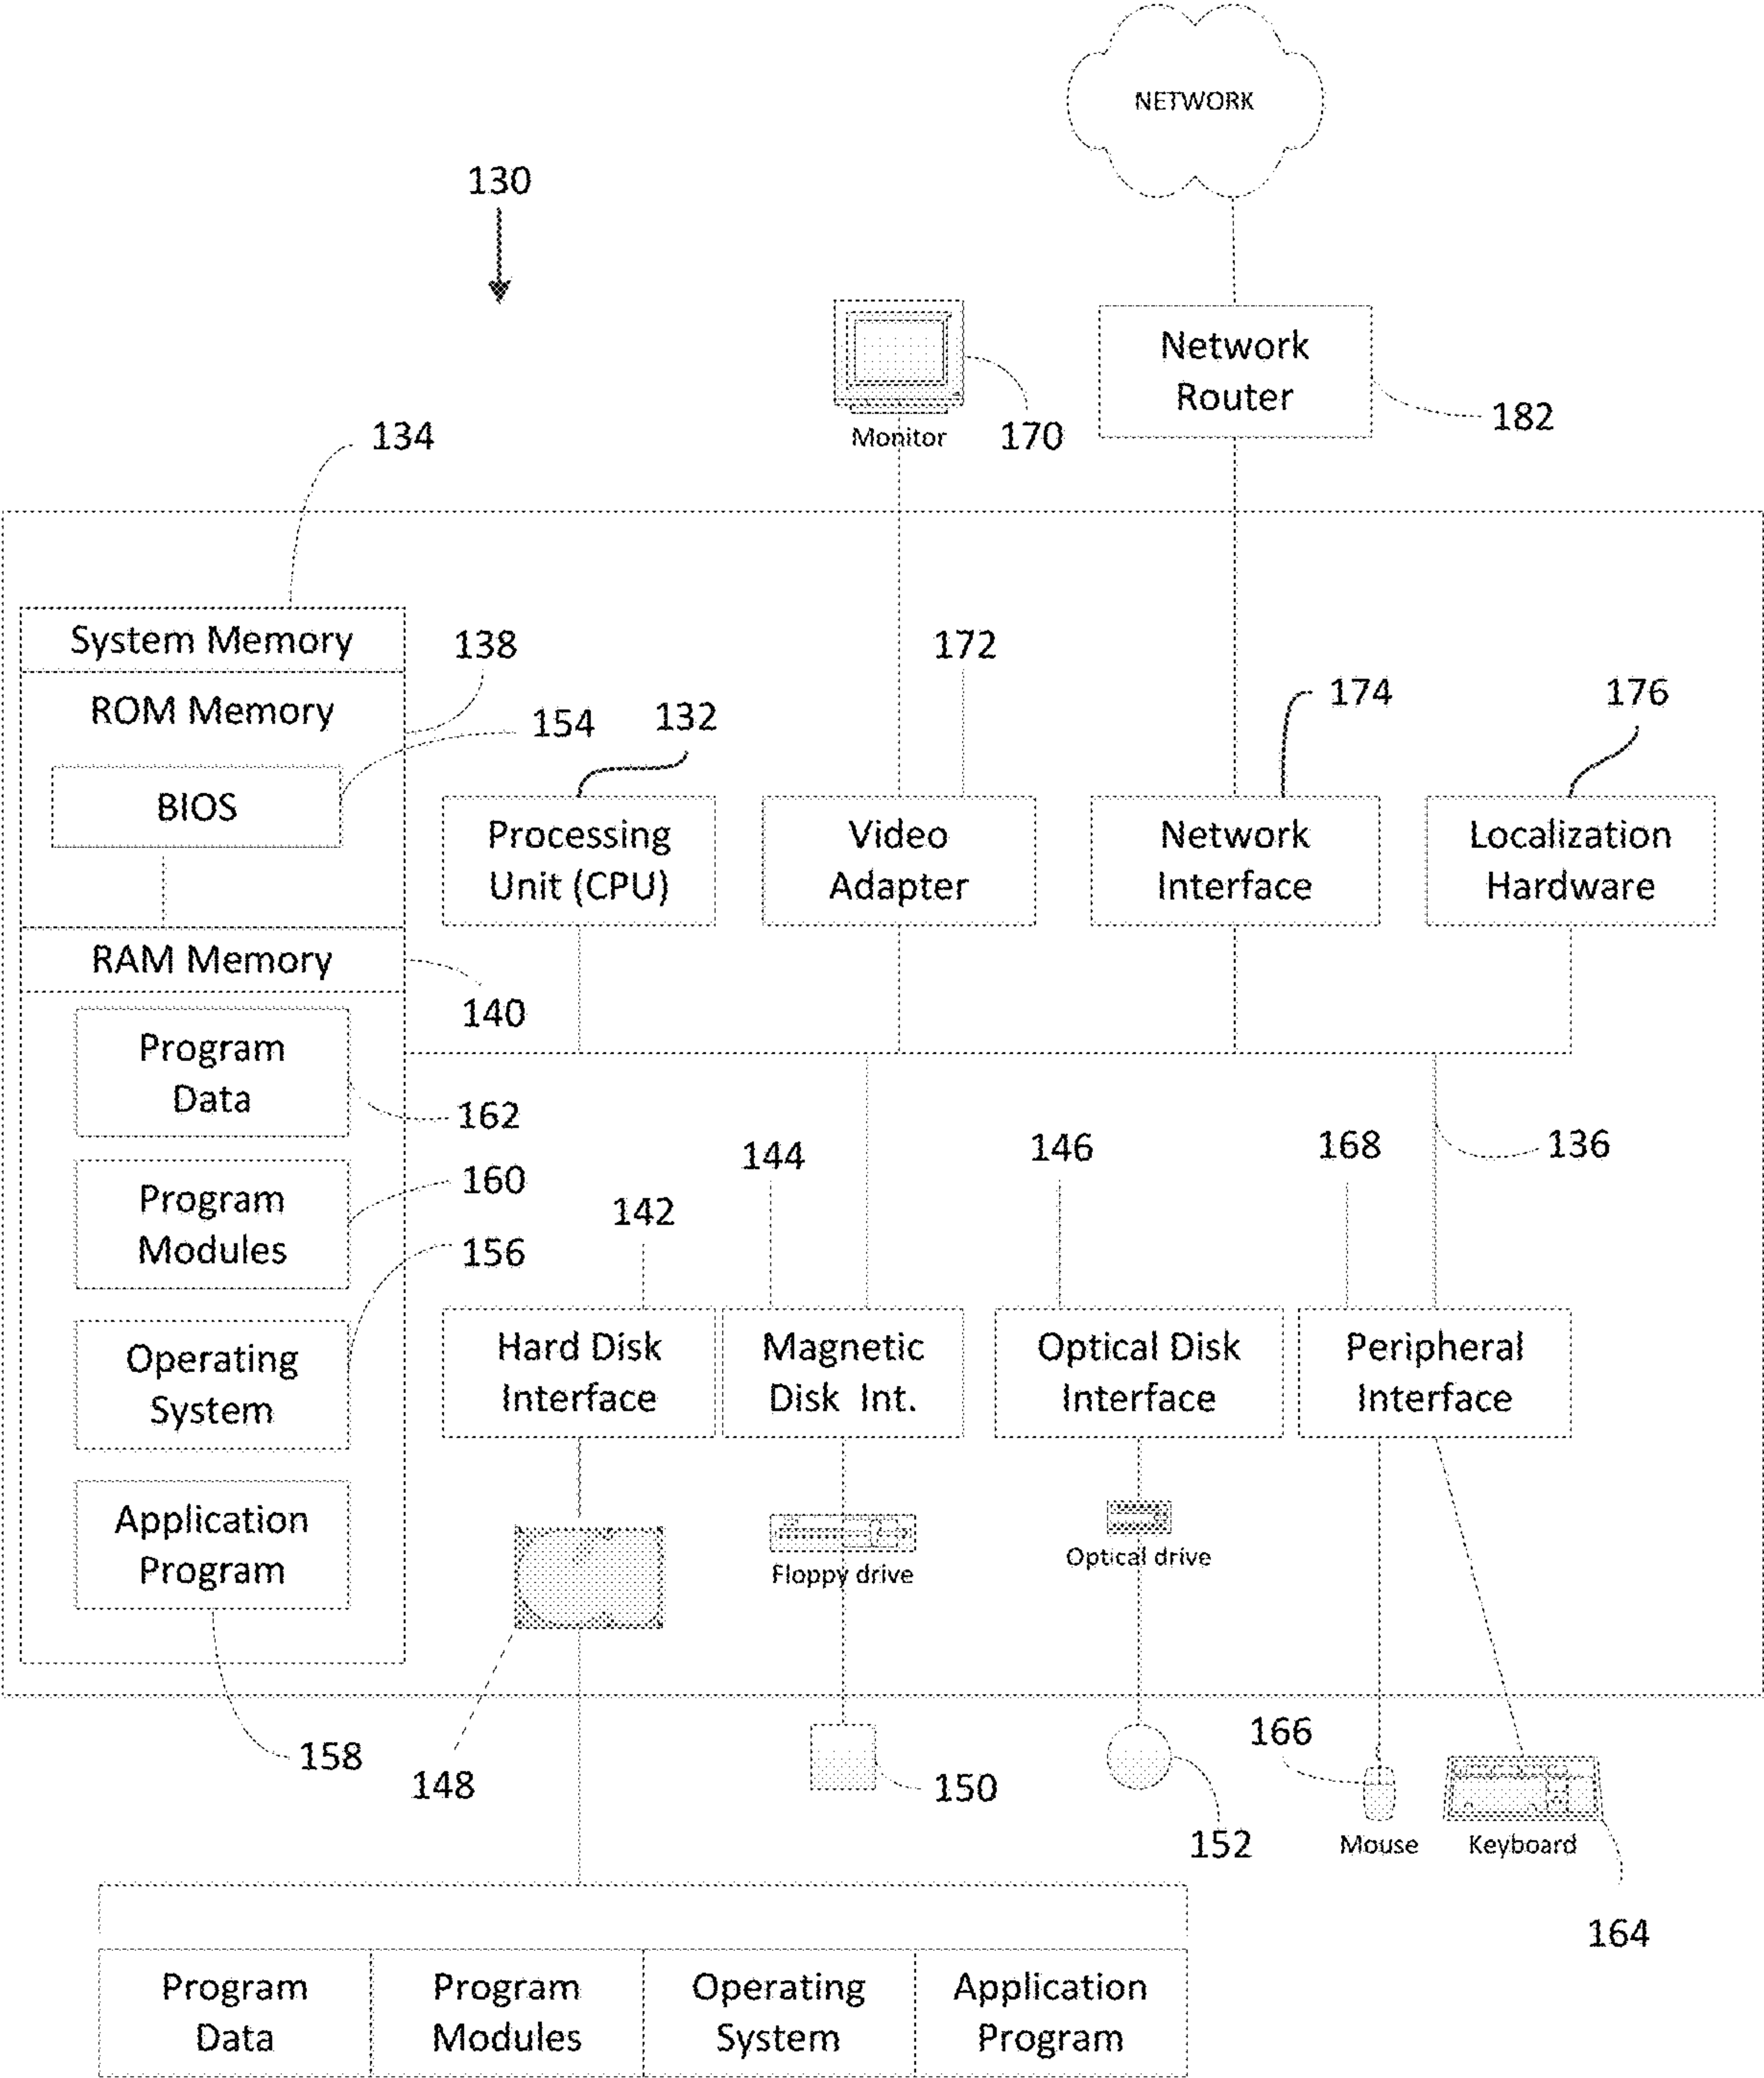 NETWORK
130
Network
Router
182
Monitor
170
134
System Memory
138
172
ROM Memory
174
176
154
132
BIOS
Processing
Unit (CPU)
Video
Adapter
Network
Interface
Localization
Hardware
RAM Memory
140
Program
Data
162
144
146
168
136
Program
Modules
160
142
156
Operating
System
Hard Disk
Interface
Magnetic
Disk Int.
Optical Disk
Interface
Peripheral
Interface
Application
Program
Floppy drive
Optical drive
158
148
150
152
166
Mouse
Keyboard
164
Program
Data
Program
Modules
Operating
System
Application
Program